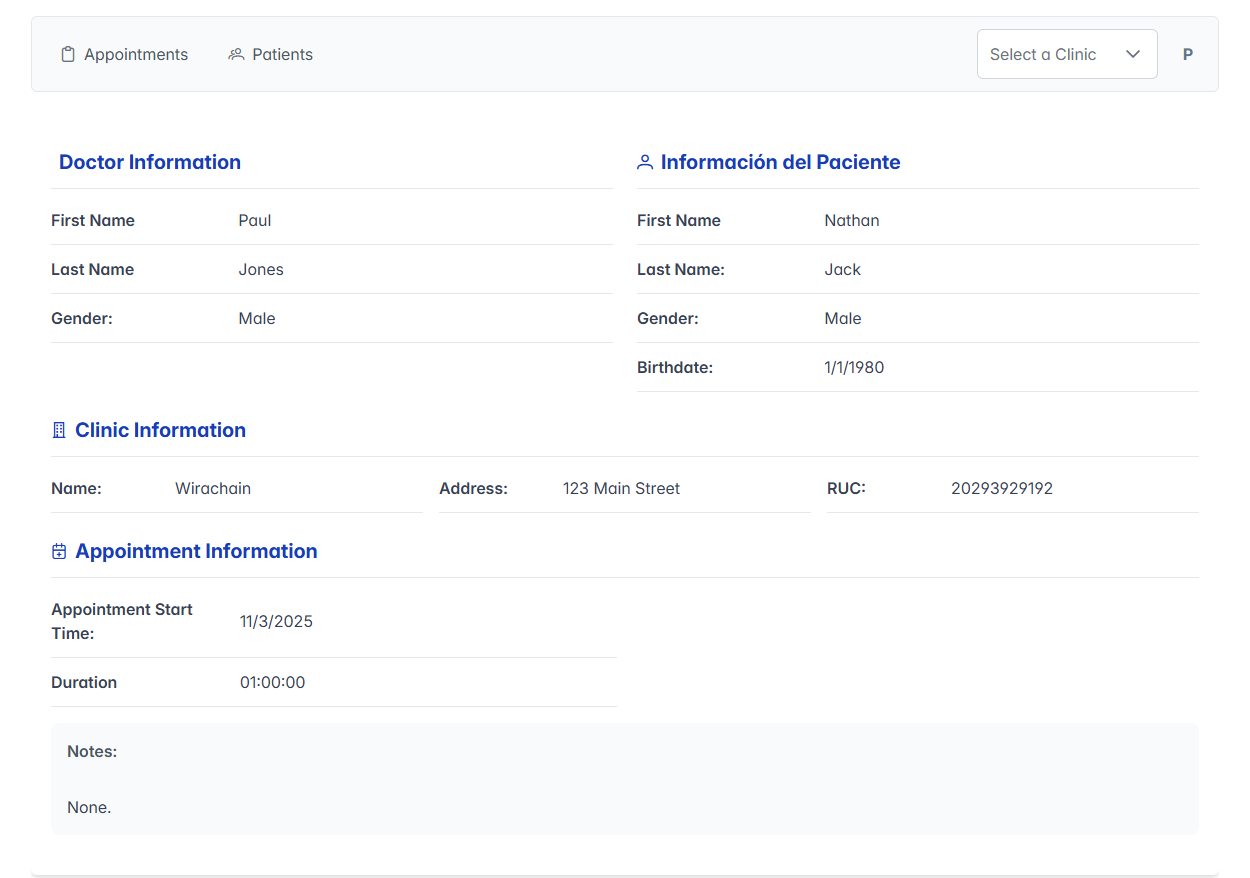 Appointments
Patients
Select a Clinic
P
Doctor Information
First Name Paul
Last Name Jones
Gender: Male
Información del Paciente
First Name Nathan
Last Name: Jack
Gender: Male
Birthdate: 1/1/1980
Clinic Information
Name: Wirachain Address: 123 Main Street RUC: 20293929192
Appointment Information
Appointment Start
Time: 11/3/2025
Duration 01:00:00
Notes:
None.